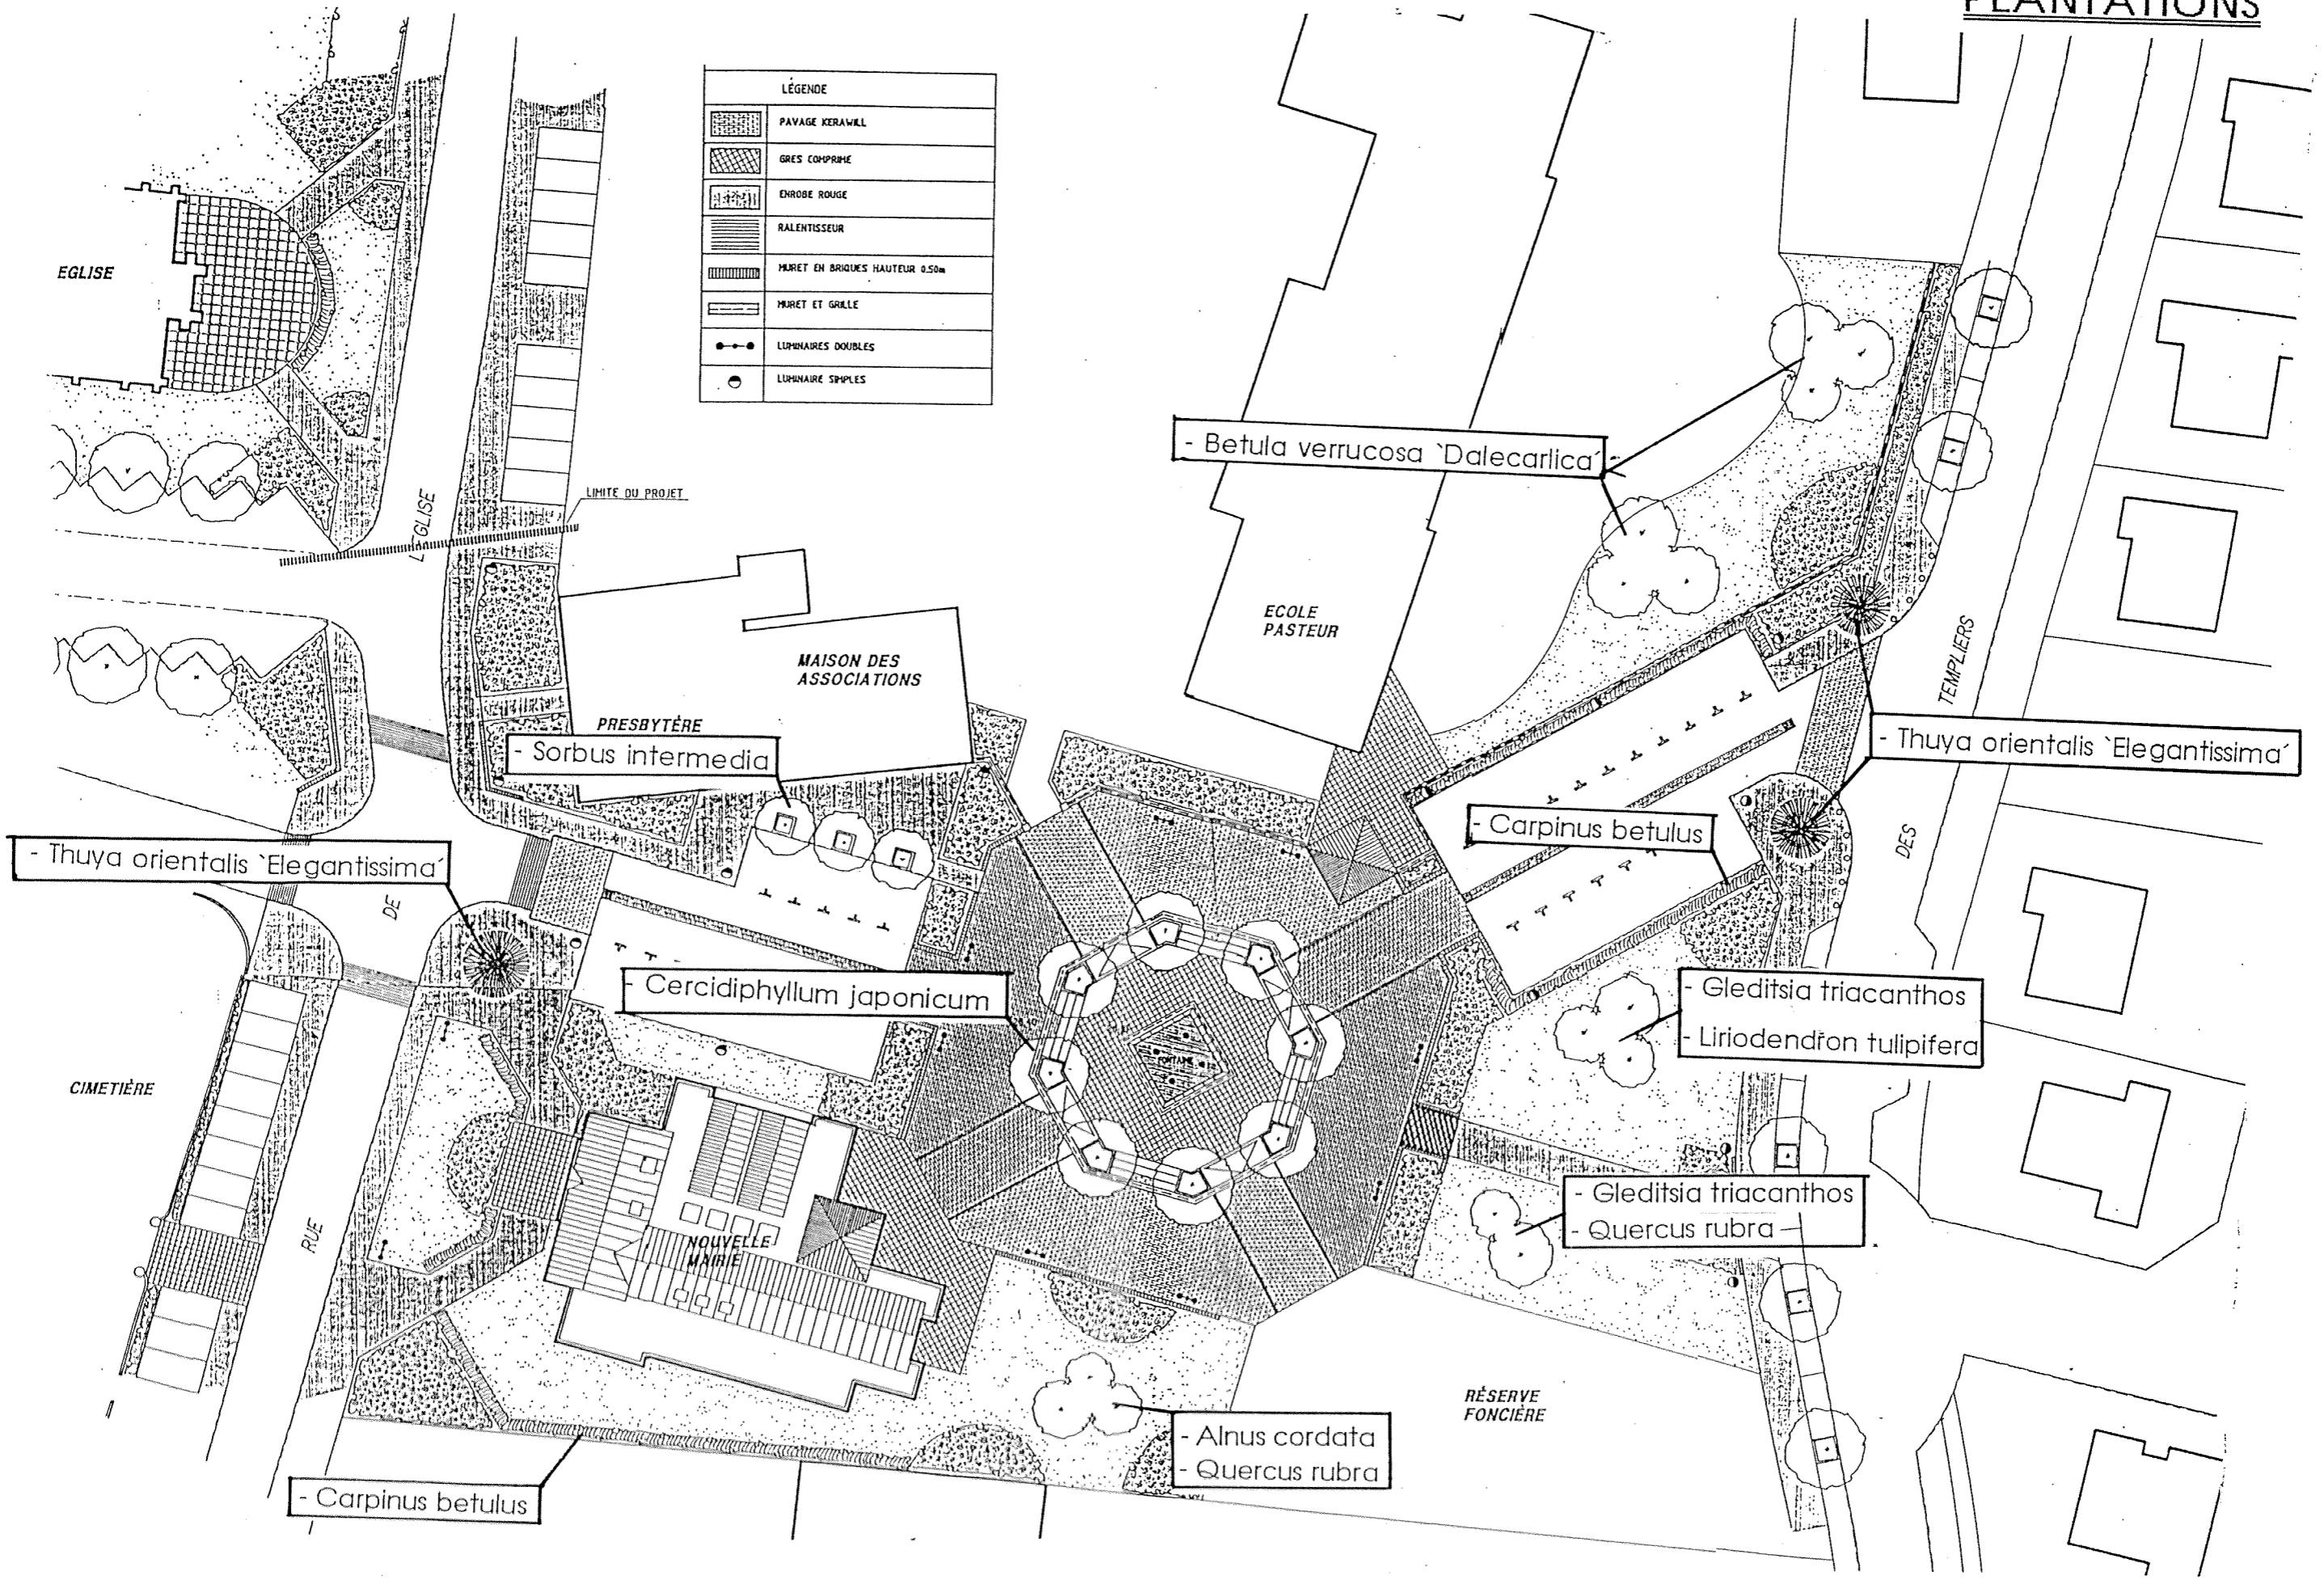 PLANTATIONS
LÉGENDE
PAVAGE KERAWILL
GRES COMPRIME
ENROBE ROUGE
RALENTISSEUR
MURET EN BRIQUES HAUTEUR 0.50m
MURET ET GRILLE
LUMINAIRES DOUBLES
LUMINAIRE SIMPLES
EGLISE
- Betula verrucosa `Dalecarlica´
LIMITE DU PROJET
L'EGLISE
ECOLE
PASTEUR
MAISON DES
ASSOCIATIONS
TEMPLIERS
PRESBYTÉRE
- Sorbus intermedia
- Thuya orientalis `Elegantissima´
- Carpinus betulus
- Thuya orientalis `Elegantissima´
DES
DE
- Cercidiphyllum japonicum
- Gleditsia triacanthos
- Liriodendron tulipifera
FONTAINE
CIMETIÈRE
- Gleditsia triacanthos
- Quercus rubra
RUE
NOUVELLE
MAIRIE
RÉSERVE
FONCIÈRE
- Alnus cordata
- Quercus rubra
- Carpinus betulus